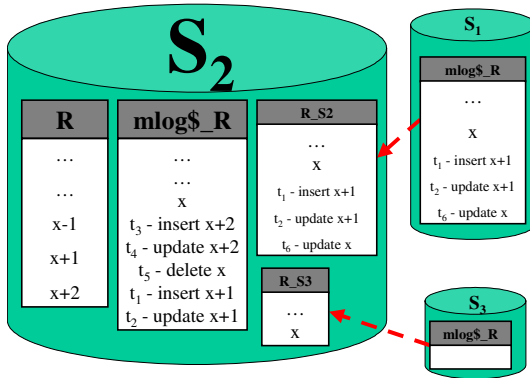 S2
R
…
…
x-1
x+1
x+2
mlog$_R
…
…
x
t3 - insert x+2
t4 - update x+2
t5 - delete x
t1 - insert x+1
t2 - update x+1
R_S2
…
x
t1 - insert x+1
t2 - update x+1
t6 - update x
R_S3
…
x
S1
mlog$_R
…
x
t1 - insert x+1
t2 - update x+1
t6 - update x
S3
mlog$_R